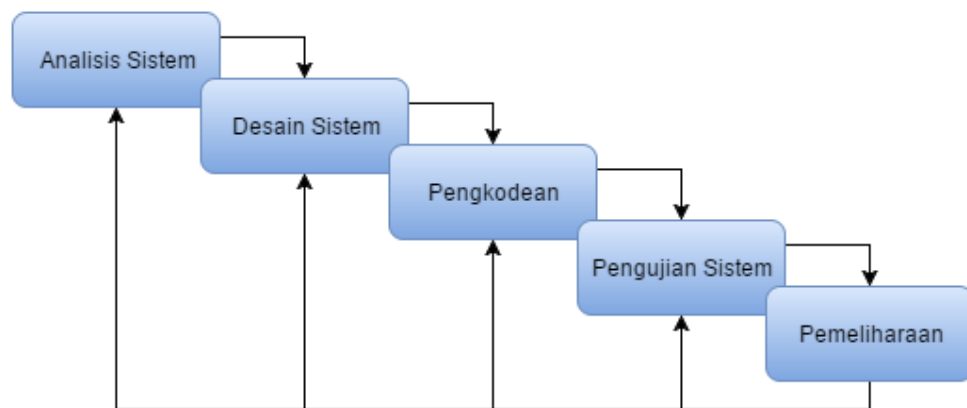 Analisis Sistem
Desain Sistem
Pengkodean
Pengujian Sistem
Pemeliharaan